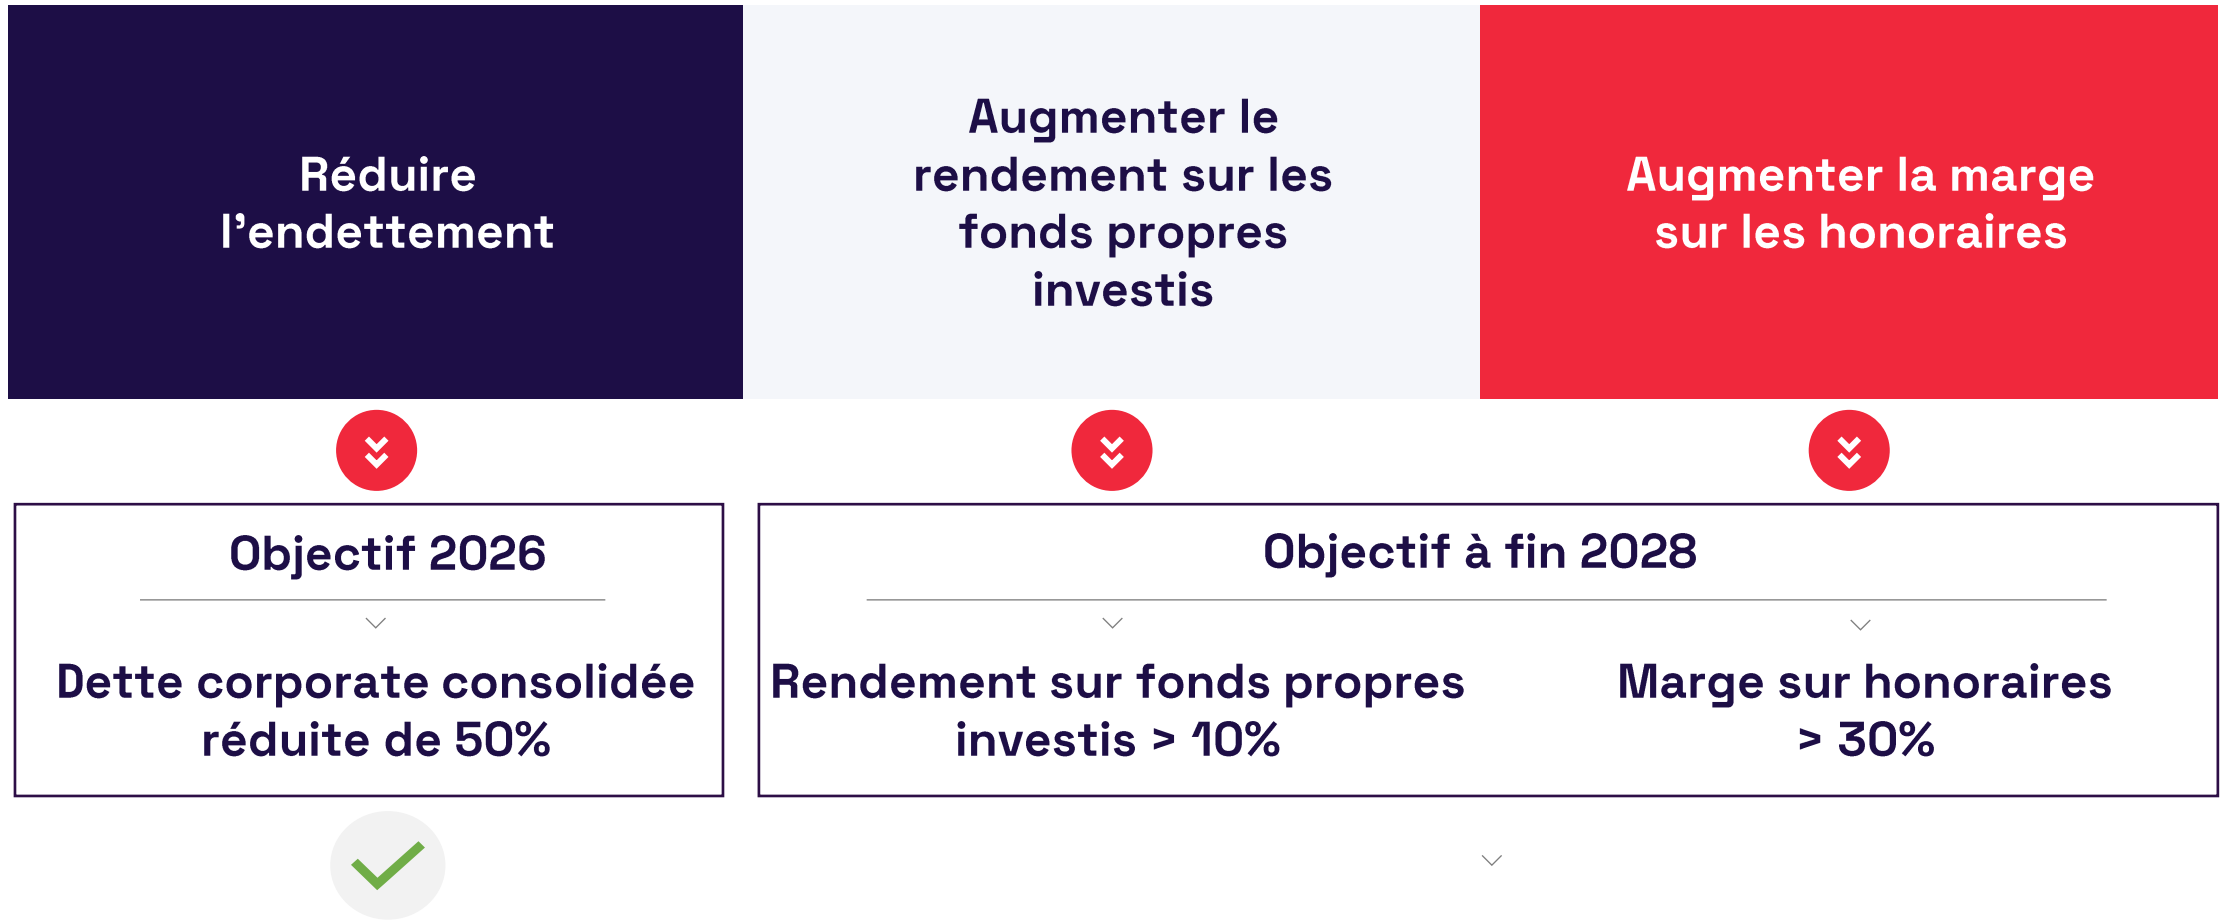 Réduire
l’endettement
Augmenter le
rendement sur les
fonds propres
investis
Augmenter la marge
sur les honoraires
Objectif 2026
Dette corporate consolidée
réduite de 50%
Objectif à fin 2028
Rendement sur fonds propres
investis > 10%
Marge sur honoraires
> 30%